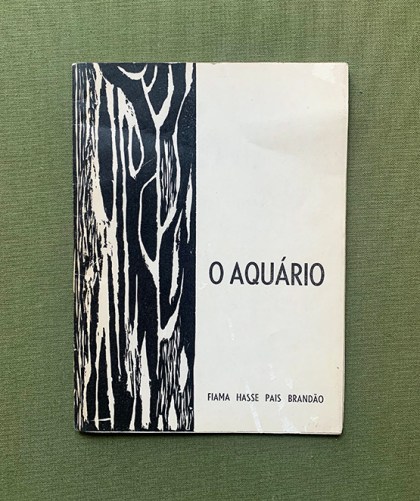 O AQUÁRIO
FIAMA HASSE PAIS BRANDÃO